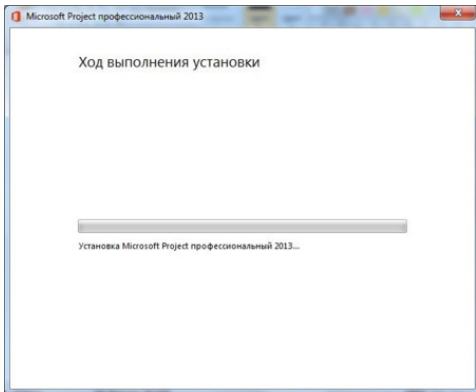 Microsoft Project профессиональный 2013
Ход выполнения установки
Установка Microsoft Project профессиональный 2013...